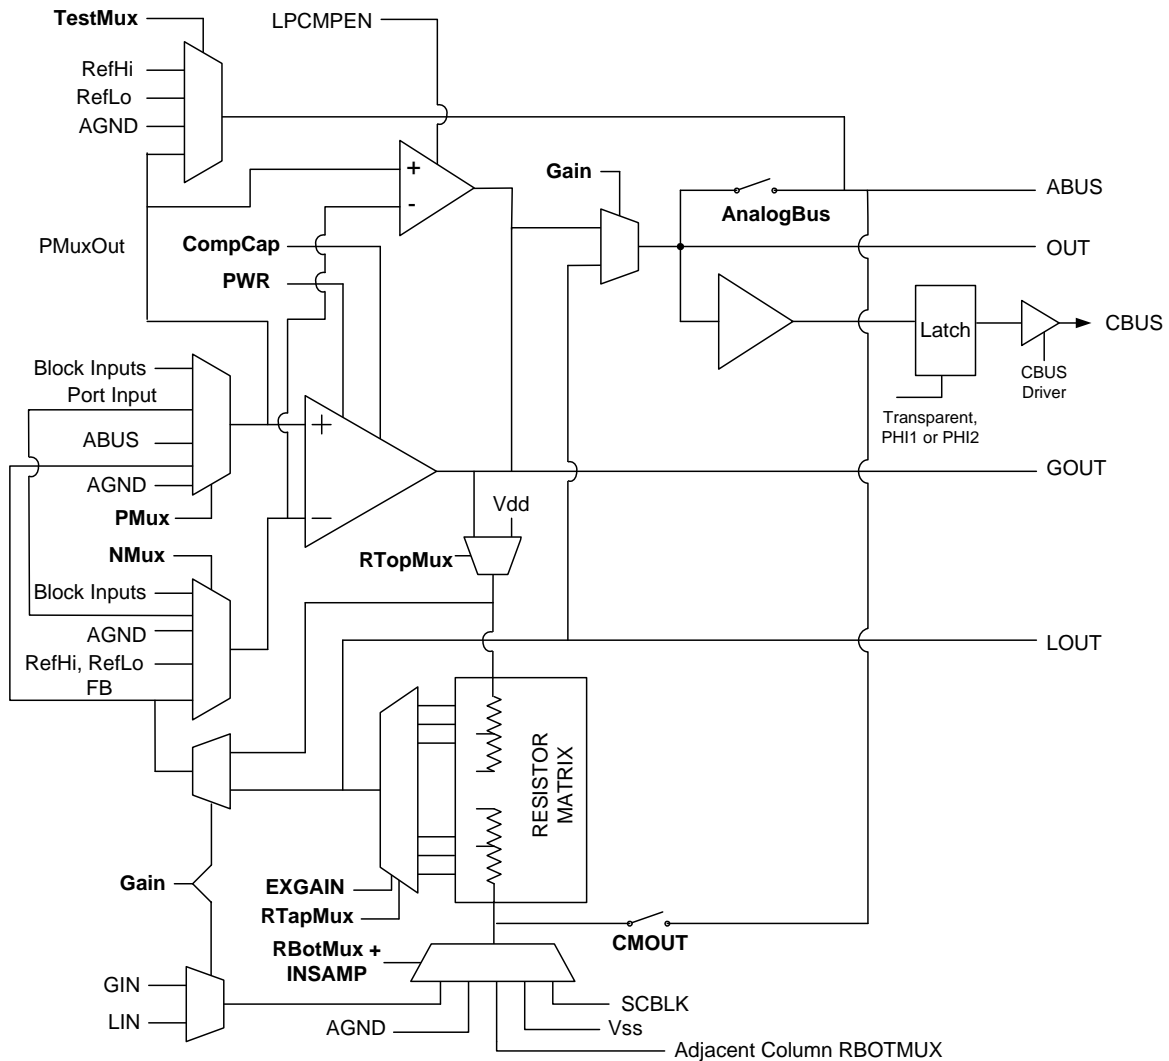 TestMux
LPCMPEN
RefHi
RefLo
AGND
+
-
Gain
ABUS
AnalogBus
PMuxOut
CompCap
OUT
PWR
Latch
CBUS
Block Inputs
Port Input
CBUS
Driver
Transparent,
PHI1 or PHI2
ABUS
+
GOUT
AGND
Vdd
PMux
−
NMux
RTopMux
Block Inputs
AGND
LOUT
RefHi, RefLo
FB
RESISTOR
MATRIX
Gain
EXGAIN
RTapMux
CMOUT
RBotMux +
INSAMP
GIN
SCBLK
LIN
AGND
Vss
Adjacent Column RBOTMUX